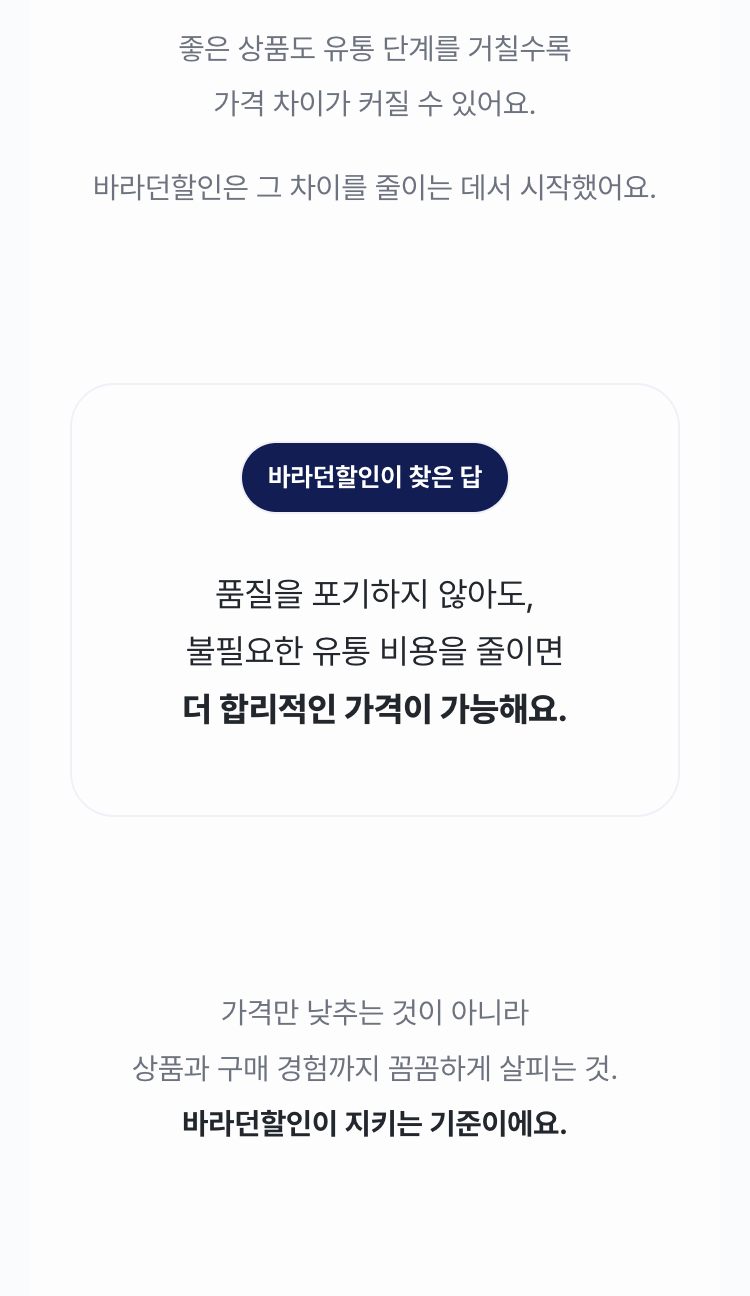 좋은 상품도 유통 단계를 거칠수록
가격 차이가 커질 수 있어요.
바라던할인은 그 차이를 줄이는 데서 시작했어요.
바라던할인이 찾은 답
품질을 포기하지 않아도,
불필요한 유통 비용을 줄이면
더 합리적인 가격이 가능해요.
가격만 낮추는 것이 아니라
상품과 구매 경험까지 꼼꼼하게 살피는 것.
바라던할인이 지키는 기준이에요.